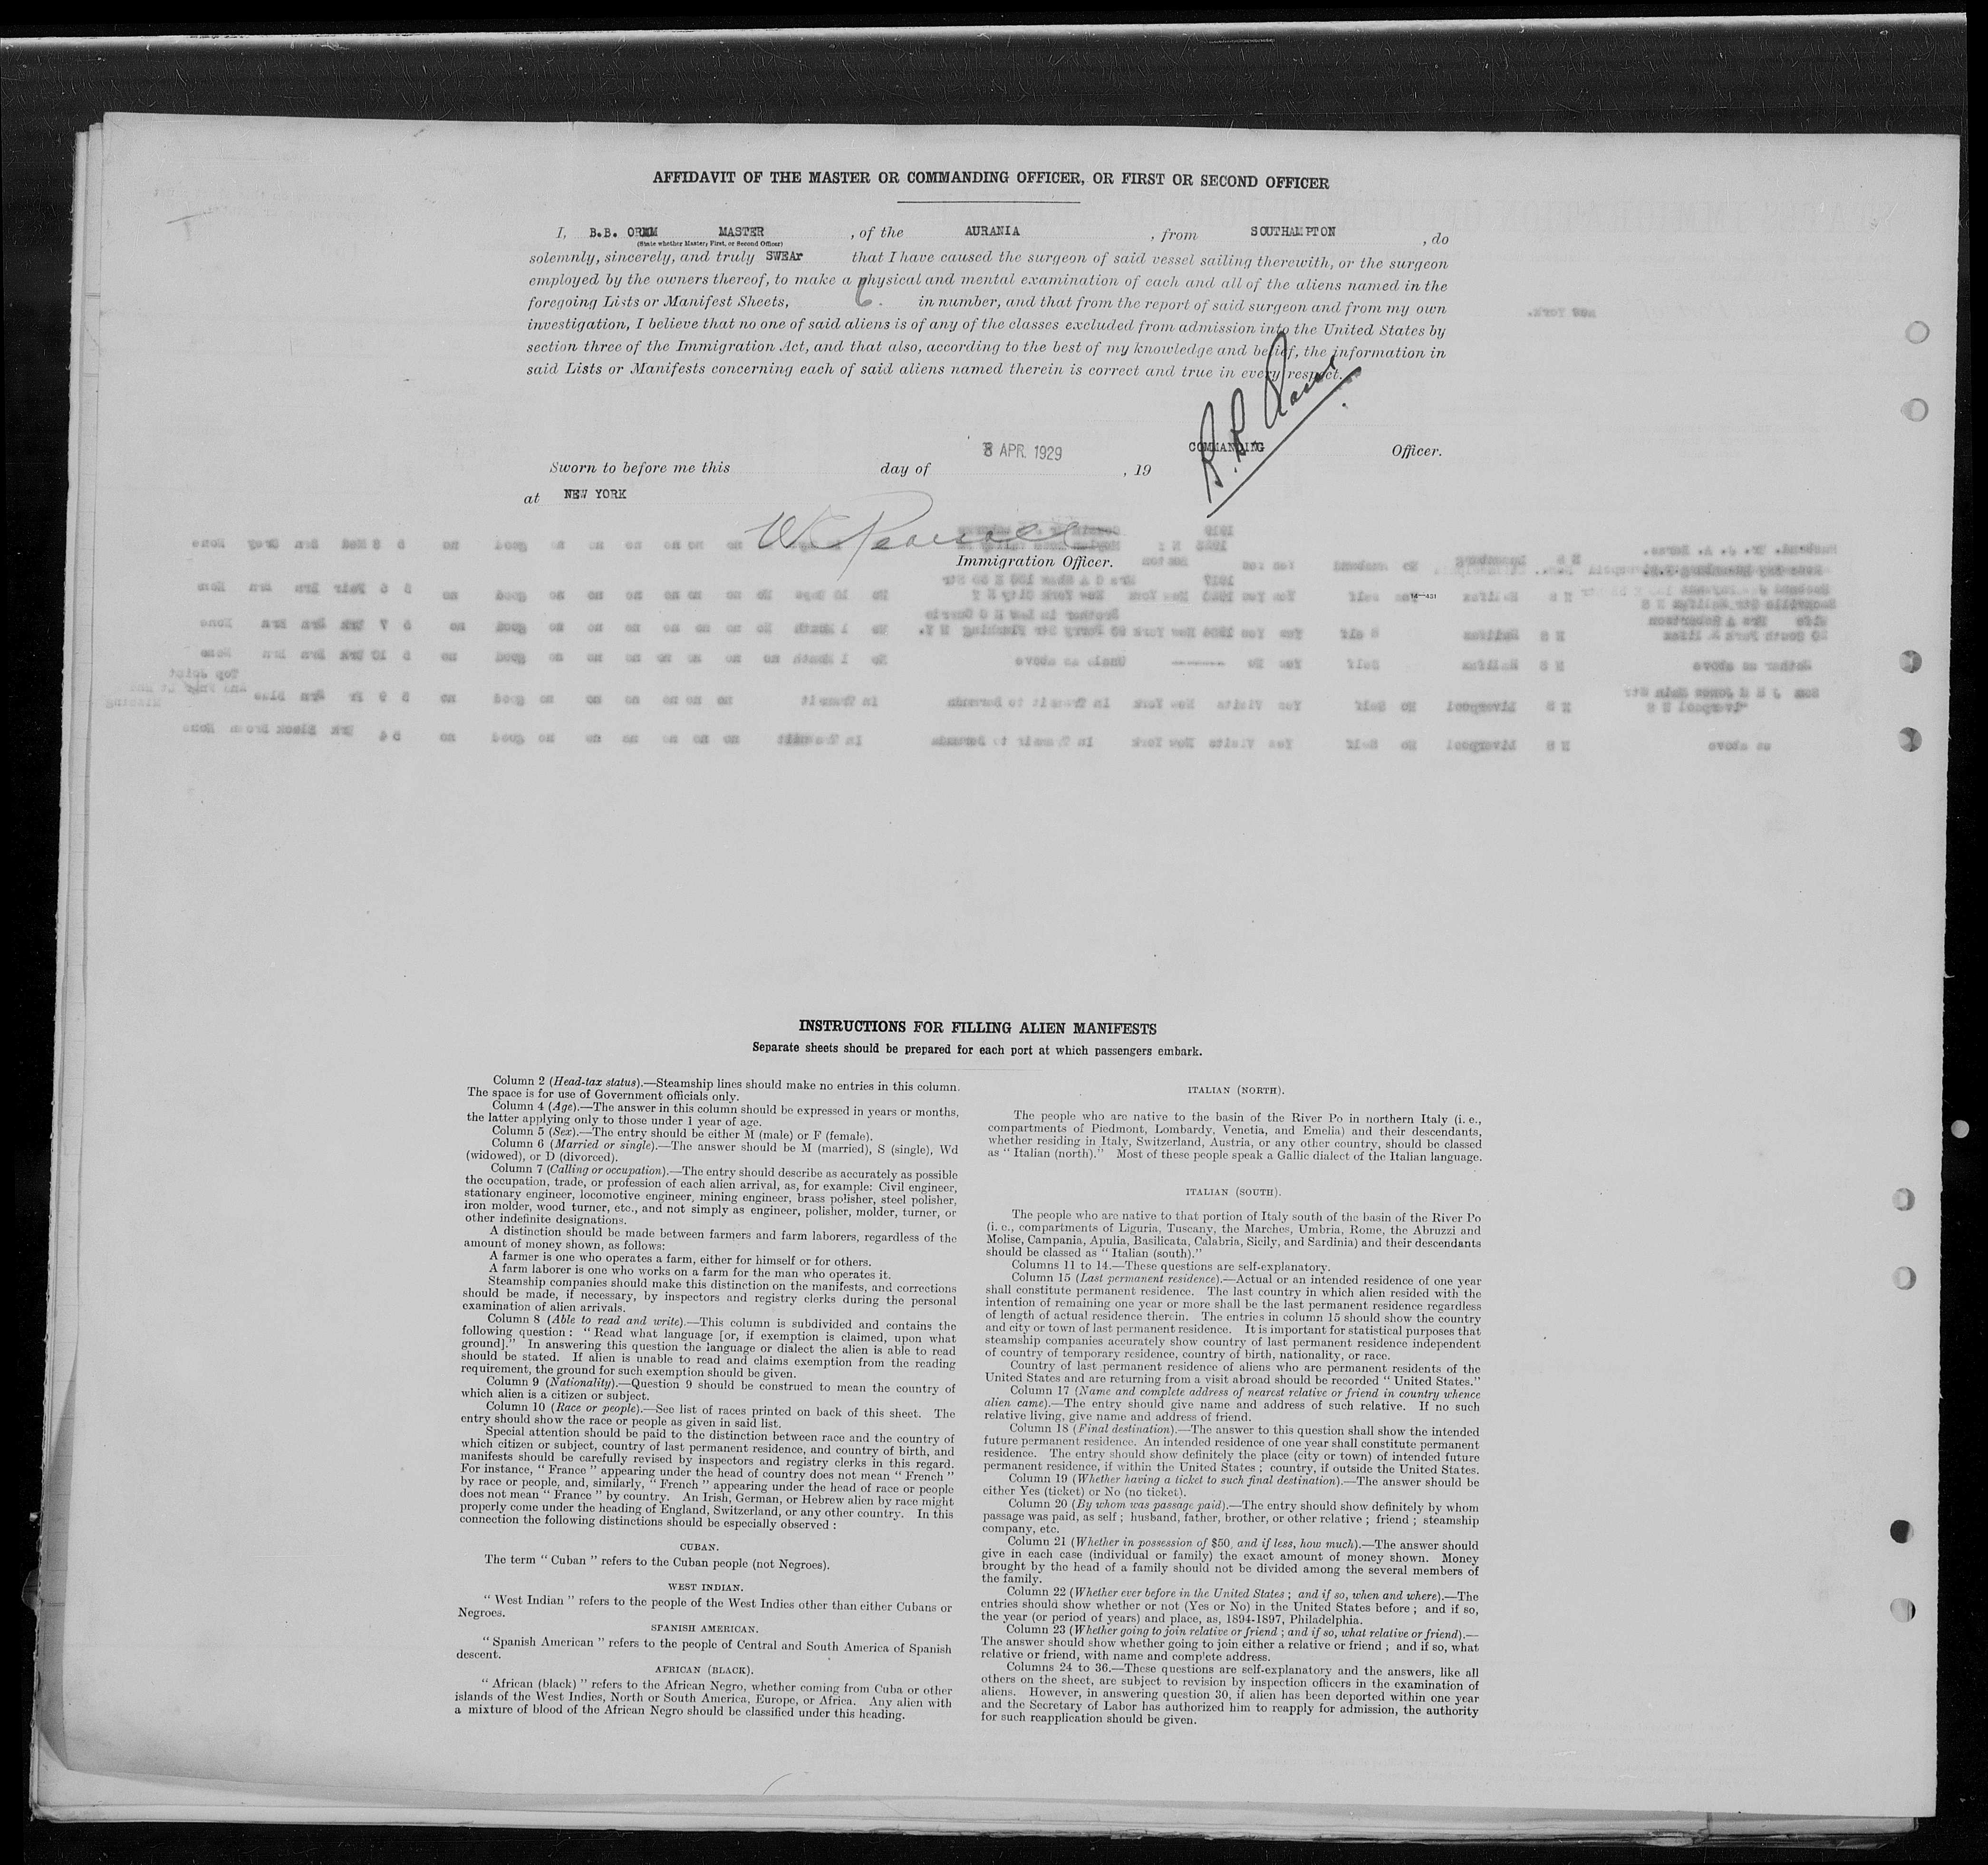 AFFIDAVIT OF THE MASTER OR COMMANDING OFFICER, OR FIRST OR SECOND OFFICER
I, B.B. ORUM MASTER , of the AURANIA , from SOUTHAMPTON , do
(State whether Master, First, or Second Officer)
solemnly, sincerely, and truly SWEAr that I have caused the surgeon of said vessel sailing therewith, or the surgeon
employed by the owners thereof, to make a physical and mental examination of each and all of the aliens named in the
foregoing Lists or Manifest Sheets, 6. in number, and that from the report of said surgeon and from my own
investigation, I believe that no one of said aliens is of any of the classes excluded from admission into the United States by
section three of the Immigration Act, and that also, according to the best of my knowledge and belief, the information in
said Lists or Manifests concerning each of said aliens named therein is correct and true in every respect.
COMMANDING Officer.
Sworn to before me this day of 8 APR. 1929 , 19
at NEW YORK
Immigration Officer.
14—431
INSTRUCTIONS FOR FILLING ALIEN MANIFESTS
Separate sheets should be prepared for each port at which passengers embark.
Column 2 (Head-tax status).—Steamship lines should make no entries in this column.
The space is for use of Government officials only.
Column 4 (Age).—The answer in this column should be expressed in years or months,
the latter applying only to those under 1 year of age.
Column 5 (Sex).—The entry should be either M (male) or F (female).
Column 6 (Married or single).—The answer should be M (married), S (single), Wd
(widowed), or D (divorced).
Column 7 (Calling or occupation).—The entry should describe as accurately as possible
the occupation, trade, or profession of each alien arrival, as, for example: Civil engineer,
stationary engineer, locomotive engineer, mining engineer, brass polisher, steel polisher,
iron molder, wood turner, etc., and not simply as engineer, polisher, molder, turner, or
other indefinite designations.
A distinction should be made between farmers and farm laborers, regardless of the
amount of money shown, as follows:
A farmer is one who operates a farm, either for himself or for others.
A farm laborer is one who works on a farm for the man who operates it.
Steamship companies should make this distinction on the manifests, and corrections
should be made, if necessary, by inspectors and registry clerks during the personal
examination of alien arrivals.
Column 8 (Able to read and write).—This column is subdivided and contains the
following question : " Read what language [or, if exemption is claimed, upon what
ground]." In answering this question the language or dialect the alien is able to read
should be stated. If alien is unable to read and claims exemption from the reading
requirement, the ground for such exemption should be given.
Column 9 (Nationality).—Question 9 should be construed to mean the country of
which alien is a citizen or subject.
Column 10 (Race or people).—See list of races printed on back of this sheet. The
entry should show the race or people as given in said list.
Special attention should be paid to the distinction between race and the country of
which citizen or subject, country of last permanent residence, and country of birth, and
manifests should be carefully revised by inspectors and registry clerks in this regard.
For instance, " France " appearing under the head of country does not mean " French "
by race or people, and, similarly, " French " appearing under the head of race or people
does not mean " France " by country. An Irish, German, or Hebrew alien by race might
properly come under the heading of England, Switzerland, or any other country. In this
connection the following distinctions should be especially observed :
CUBAN.
The term " Cuban " refers to the Cuban people (not Negroes).
WEST INDIAN.
" West Indian " refers to the people of the West Indies other than either Cubans or
Negroes.
SPANISH AMERICAN.
" Spanish American " refers to the people of Central and South America of Spanish
descent.
AFRICAN (BLACK).
" African (black) " refers to the African Negro, whether coming from Cuba or other
islands of the West Indies, North or South America, Europe, or Africa. Any alien with
a mixture of blood of the African Negro should be classified under this heading.
ITALIAN (NORTH).
The people who are native to the basin of the River Po in northern Italy (i. e.,
compartments of Piedmont, Lombardy, Venetia, and Emelia) and their descendants,
whether residing in Italy, Switzerland, Austria, or any other country, should be classed
as " Italian (north)." Most of these people speak a Gallic dialect of the Italian language.
ITALIAN (SOUTH).
The people who are native to that portion of Italy south of the basin of the River Po
(i. e., compartments of Liguria, Tuscany, the Marches, Umbria, Rome, the Abruzzi and
Molise, Campania, Apulia, Basilicata, Calabria, Sicily, and Sardinia) and their descendants
should be classed as " Italian (south)."
Columns 11 to 14.—These questions are self-explanatory.
Column 15 (Last permanent residence).—Actual or an intended residence of one year
shall constitute permanent residence. The last country in which alien resided with the
intention of remaining one year or more shall be the last permanent residence regardless
of length of actual residence therein. The entries in column 15 should show the country
and city or town of last permanent residence. It is important for statistical purposes that
steamship companies accurately show country of last permanent residence independent
of country of temporary residence, country of birth, nationality, or race.
Country of last permanent residence of aliens who are permanent residents of the
United States and are returning from a visit abroad should be recorded " United States."
Column 17 (Name and complete address of nearest relative or friend in country whence
alien came).—The entry should give name and address of such relative. If no such
relative living, give name and address of friend.
Column 18 (Final destination).—The answer to this question shall show the intended
future permanent residence. An intended residence of one year shall constitute permanent
residence. The entry should show definitely the place (city or town) of intended future
permanent residence, if within the United States ; country, if outside the United States.
Column 19 (Whether having a ticket to such final destination).—The answer should be
either Yes (ticket) or No (no ticket).
Column 20 (By whom was passage paid).—The entry should show definitely by whom
passage was paid, as self ; husband, father, brother, or other relative ; friend ; steamship
company, etc.
Column 21 (Whether in possession of $50, and if less, how much).—The answer should
give in each case (individual or family) the exact amount of money shown. Money
brought by the head of a family should not be divided among the several members of
the family.
Column 22 (Whether ever before in the United States ; and if so, when and where).—The
entries should show whether or not (Yes or No) in the United States before ; and if so,
the year (or period of years) and place, as, 1894-1897, Philadelphia.
Column 23 (Whether going to join relative or friend ; and if so, what relative or friend).—
The answer should show whether going to join either a relative or friend ; and if so, what
relative or friend, with name and complete address.
Columns 24 to 36.—These questions are self-explanatory and the answers, like all
others on the sheet, are subject to revision by inspection officers in the examination of
aliens. However, in answering question 30, if alien has been deported within one year
and the Secretary of Labor has authorized him to reapply for admission, the authority
for such reapplication should be given.